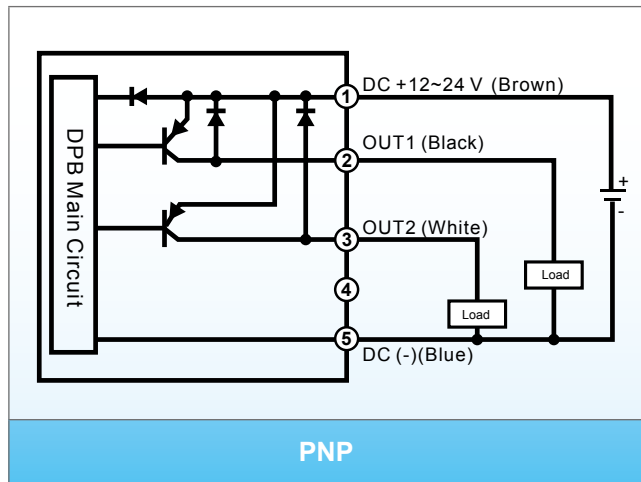 DPB Main Circuit
1
DC +12~24 V (Brown)
2
OUT1 (Black)
+
-
3
OUT2 (White)
Load
4
Load
5
DC (-)(Blue)
PNP